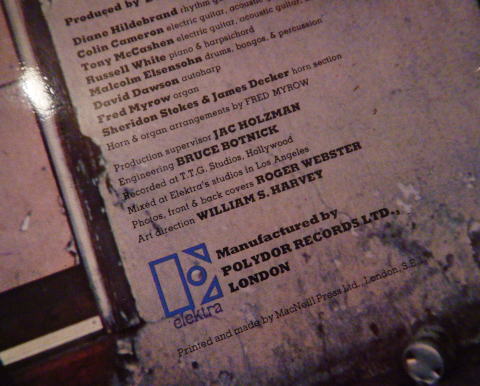 Produced by
Diane Hildebrand rhythm
Colin Cameron electric guitar, acoustic
Tony McCashen electric guitar, acoustic guitar,
Russell White piano & harpsichord
Malcolm Elsensohn drums, bongos, & percussion
David Dawson autoharp
Fred Myrow organ
Sheridon Stokes & James Decker horn section
Horn & organ arrangements by FRED MYROW
Production supervisor JAC HOLZMAN
Engineering BRUCE BOTNICK
Recorded at T.T.G. Studios, Hollywood
Mixed at Elektra's studios in Los Angeles
Photos, front & back covers ROGER WEBSTER
Art direction WILLIAM S. HARVEY
elektra
Manufactured by
POLYDOR RECORDS LTD.,
LONDON
Printed and made by MacNeill Press Ltd., London, S.E.